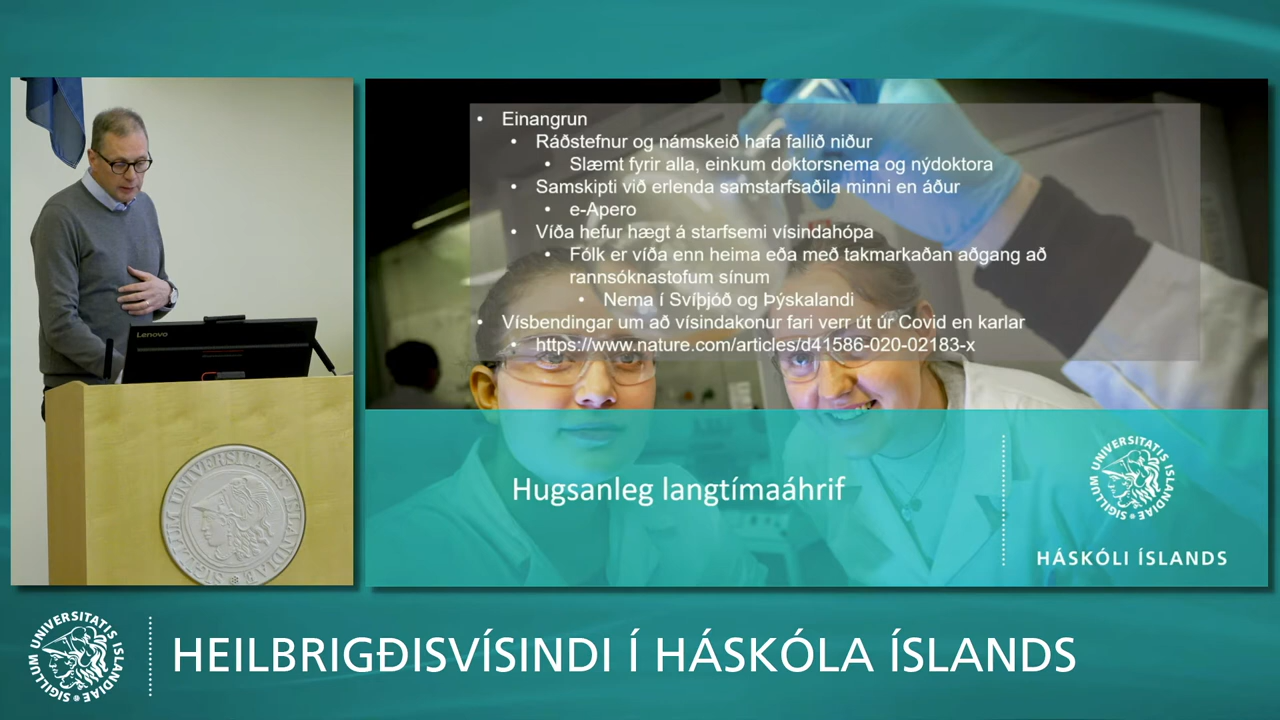 Einangrun
Ráðstefnur og námskeið hafa fallið niður
Slæmt fyrir alla, einkum doktorsnema og nýdoktora
Samskipti við erlenda samstarfsaðila minni en áður
e-Apero
Víða hefur hægt á starfsemi vísindahópa
Fólk er víða enn heima eða með takmarkaðan aðgang að
rannsóknastofum sínum
Nema í Svíþjóð og Þýskalandi
Vísbendingar um að vísindakonur fari verr út úr Covid en karlar
https://www.nature.com/articles/d41586-020-02183-x
Lenovo
Hugsanleg langtímaáhrif
UNIVERSITATIS ISLANDIAE SIGILLUM
HÁSKÓLI ÍSLANDS
UNIVERSITATIS ISLANDIAE
UNIVERSITATIS ISLANDIAE SIGILLUM
HEILBRIGÐISVÍSINDI Í HÁSKÓLA ÍSLANDS